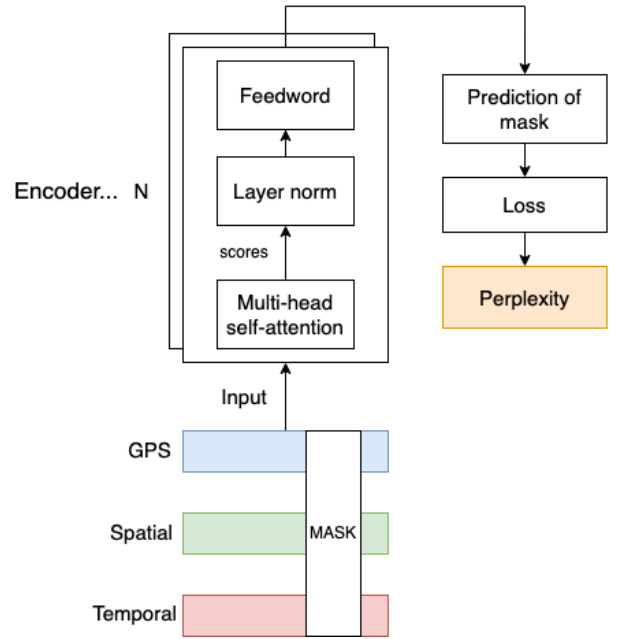 Feedword
Prediction of
mask
Encoder... N
Layer norm
Loss
scores
Multi-head
self-attention
Perplexity
Input
GPS
Spatial
MASK
Temporal